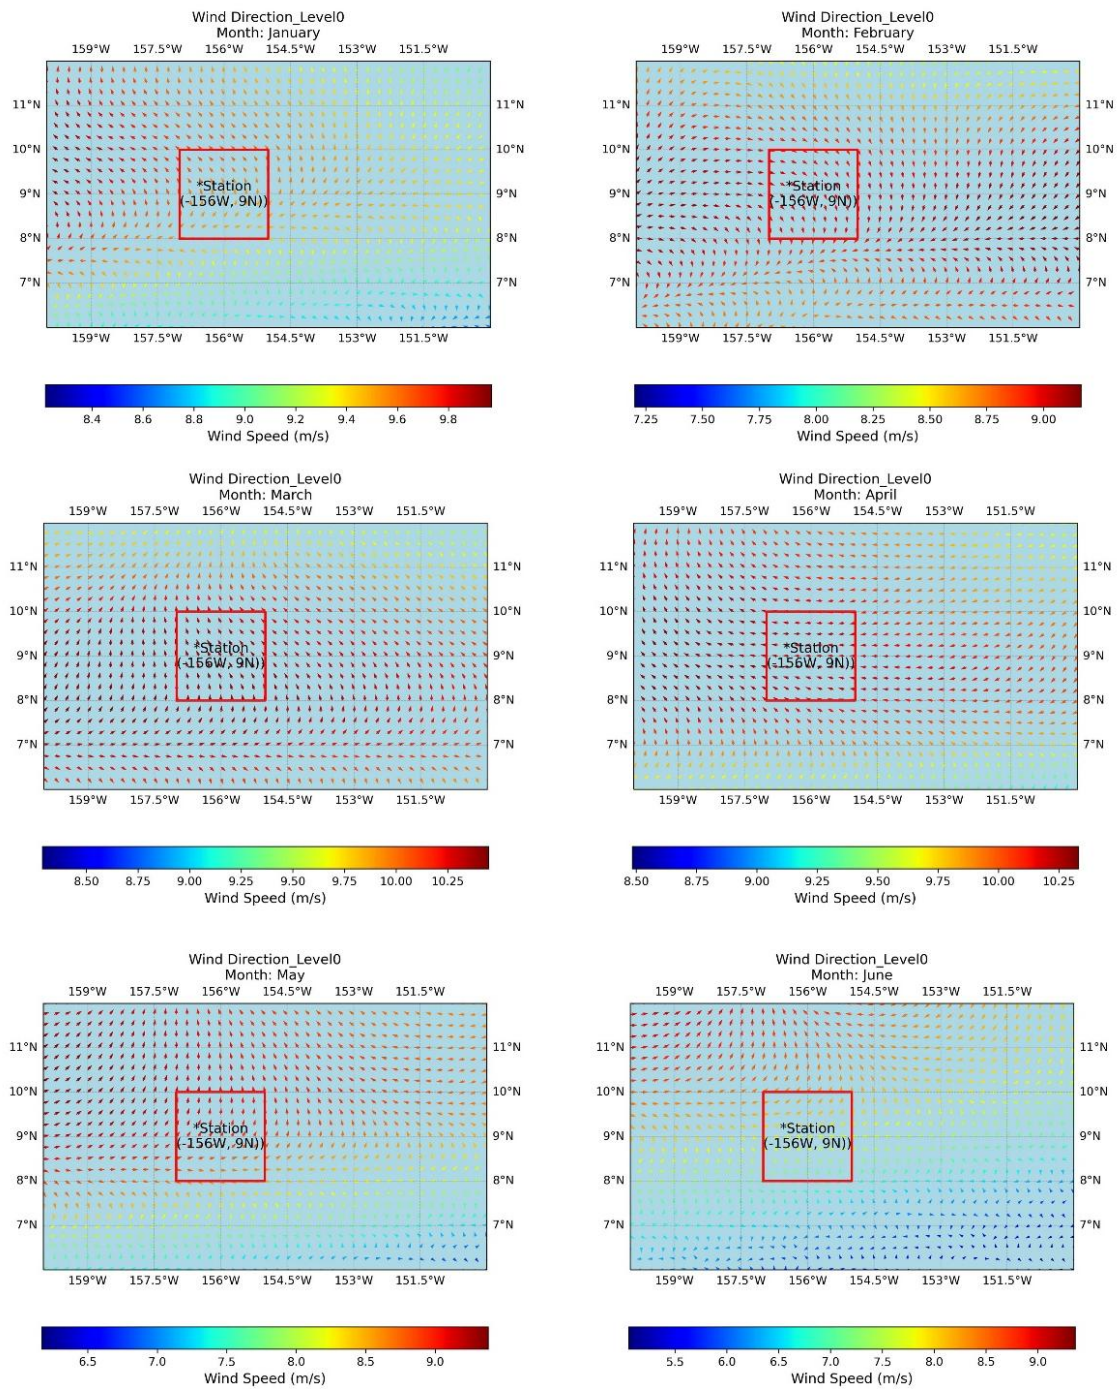 Wind Direction_Level0
Month: January
159°W 157.5°W 156°W 154.5°W 153°W 151.5°W
11°N 11°N
10°N 10°N
9°N 9°N
8°N 8°N
7°N 7°N
*Station
(-156W, 9N))
159°W 157.5°W 156°W 154.5°W 153°W 151.5°W
8.4 8.6 8.8 9.0 9.2 9.4 9.6 9.8
Wind Speed (m/s)
Wind Direction_Level0
Month: February
159°W 157.5°W 156°W 154.5°W 153°W 151.5°W
11°N 11°N
10°N 10°N
9°N 9°N
8°N 8°N
7°N 7°N
*Station
(-156W, 9N))
159°W 157.5°W 156°W 154.5°W 153°W 151.5°W
7.25 7.50 7.75 8.00 8.25 8.50 8.75 9.00
Wind Speed (m/s)
Wind Direction_Level0
Month: March
159°W 157.5°W 156°W 154.5°W 153°W 151.5°W
11°N 11°N
10°N 10°N
9°N 9°N
8°N 8°N
7°N 7°N
*Station
(-156W, 9N))
159°W 157.5°W 156°W 154.5°W 153°W 151.5°W
8.50 8.75 9.00 9.25 9.50 9.75 10.00 10.25
Wind Speed (m/s)
Wind Direction_Level0
Month: April
159°W 157.5°W 156°W 154.5°W 153°W 151.5°W
11°N 11°N
10°N 10°N
9°N 9°N
8°N 8°N
7°N 7°N
*Station
(-156W, 9N))
159°W 157.5°W 156°W 154.5°W 153°W 151.5°W
8.50 8.75 9.00 9.25 9.50 9.75 10.00 10.25
Wind Speed (m/s)
Wind Direction_Level0
Month: May
159°W 157.5°W 156°W 154.5°W 153°W 151.5°W
11°N 11°N
10°N 10°N
9°N 9°N
8°N 8°N
7°N 7°N
*Station
(-156W, 9N))
159°W 157.5°W 156°W 154.5°W 153°W 151.5°W
6.5 7.0 7.5 8.0 8.5 9.0
Wind Speed (m/s)
Wind Direction_Level0
Month: June
159°W 157.5°W 156°W 154.5°W 153°W 151.5°W
11°N 11°N
10°N 10°N
9°N 9°N
8°N 8°N
7°N 7°N
*Station
(-156W, 9N))
159°W 157.5°W 156°W 154.5°W 153°W 151.5°W
5.5 6.0 6.5 7.0 7.5 8.0 8.5 9.0
Wind Speed (m/s)